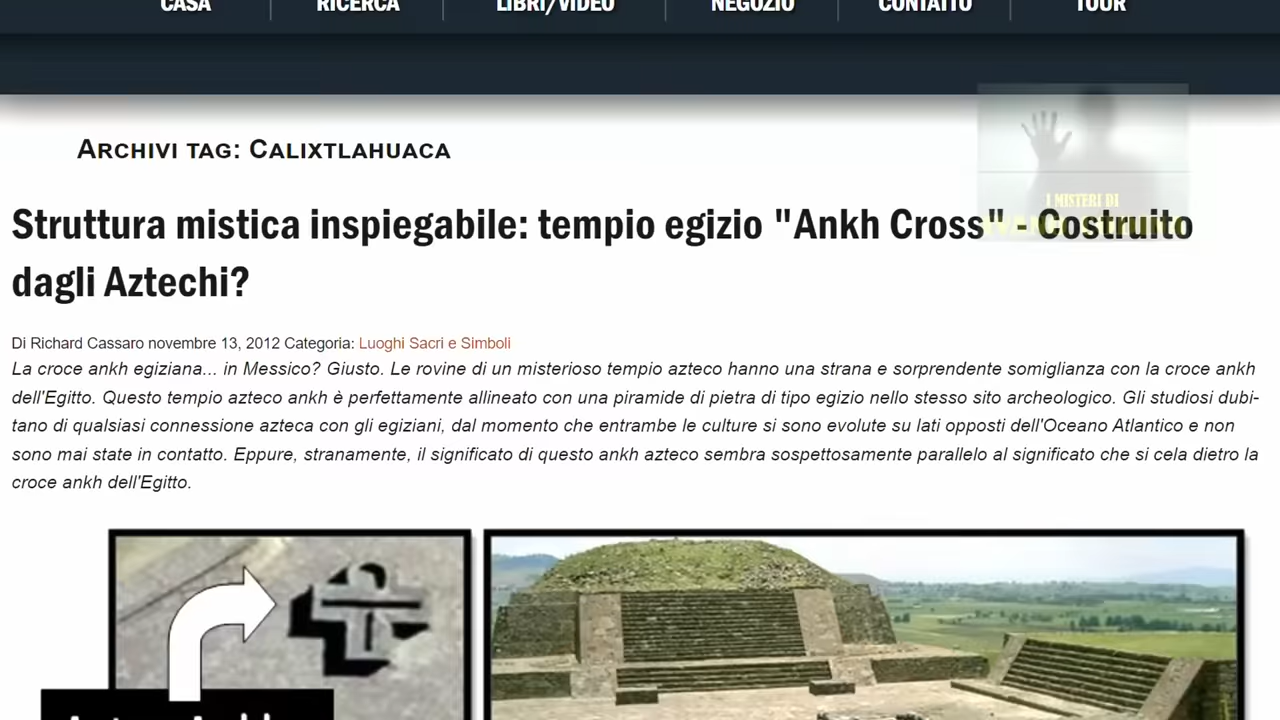 CASA RICERCA LIBRI/VIDEO NEGOZIO CONTATTO TOUR
Archivi tag: Calixtlahuaca
I MISTERI DI
Struttura mistica inspiegabile: tempio egizio "Ankh Cross" - Costruito
dagli Aztechi?
Di Richard Cassaro novembre 13, 2012 Categoria: Luoghi Sacri e Simboli
La croce ankh egiziana... in Messico? Giusto. Le rovine di un misterioso tempio azteco hanno una strana e sorprendente somiglianza con la croce ankh
dell'Egitto. Questo tempio azteco ankh è perfettamente allineato con una piramide di pietra di tipo egizio nello stesso sito archeologico. Gli studiosi dubi-
tano di qualsiasi connessione azteca con gli egiziani, dal momento che entrambe le culture si sono evolute su lati opposti dell'Oceano Atlantico e non
sono mai state in contatto. Eppure, stranamente, il significato di questo ankh azteco sembra sospettosamente parallelo al significato che si cela dietro la
croce ankh dell'Egitto.